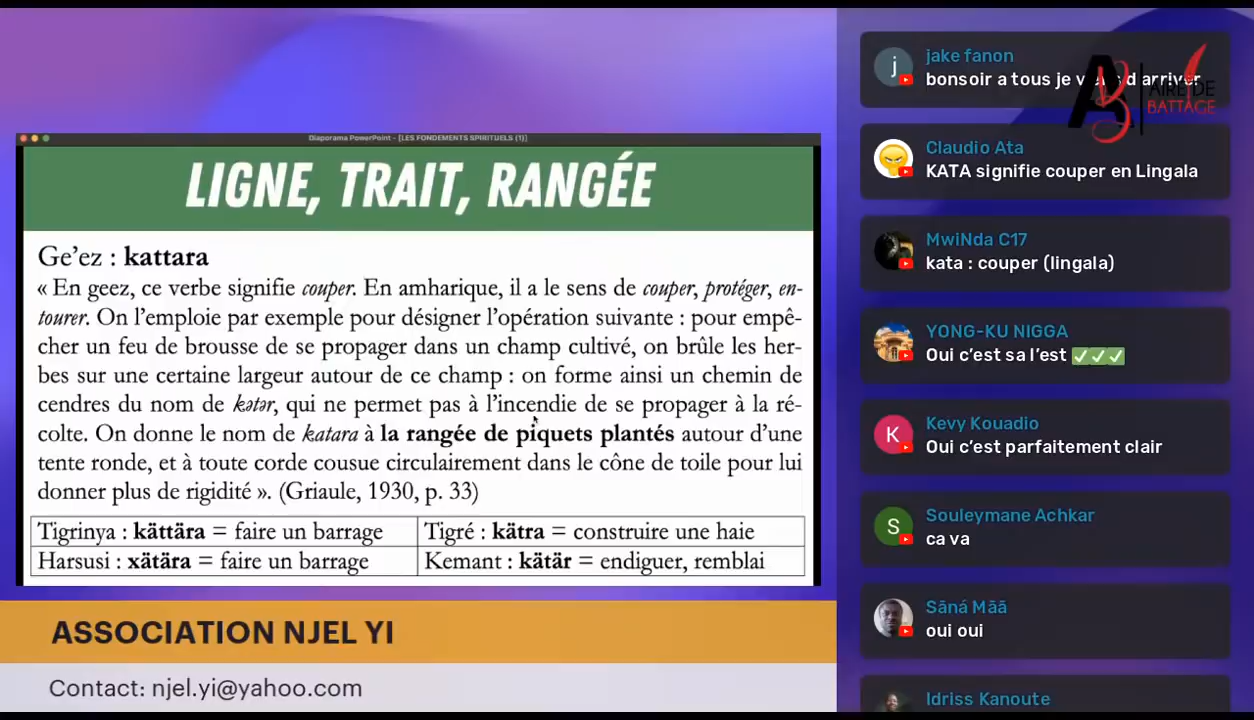 Diaporama PowerPoint - [LES FONDEMENTS SPIRITUELS (1)]
LIGNE, TRAIT, RANGÉE
Ge’ez : kattara
« En geez, ce verbe signifie couper. En amharique, il a le sens de couper, protéger, en-
tourer. On l’emploie par exemple pour désigner l’opération suivante : pour empê-
cher un feu de brousse de se propager dans un champ cultivé, on brûle les her-
bes sur une certaine largeur autour de ce champ : on forme ainsi un chemin de
cendres du nom de kətər, qui ne permet pas à l’incendie de se propager à la ré-
colte. On donne le nom de katara à la rangée de piquets plantés autour d’une
tente ronde, et à toute corde cousue circulairement dans le cône de toile pour lui
donner plus de rigidité ». (Griaule, 1930, p. 33)
Tigrinya : kättära = faire un barrage
Tigré : kätra = construire une haie
Harsusi : xätära = faire un barrage
Kemant : kätär = endiguer, remblai
ASSOCIATION NJEL YI
Contact: njel.yi@yahoo.com
j
jake fanon
bonsoir a tous je viens d arriver
AIRE DE
BATTAGE
Claudio Ata
KATA signifie couper en Lingala
MwiNda C17
kata : couper (lingala)
YONG-KU NIGGA
Oui c’est sa l’est ✅✅✅
K
Kevy Kouadio
Oui c’est parfaitement clair
S
Souleymane Achkar
ca va
Sāná Māā
oui oui
Idriss Kanoute